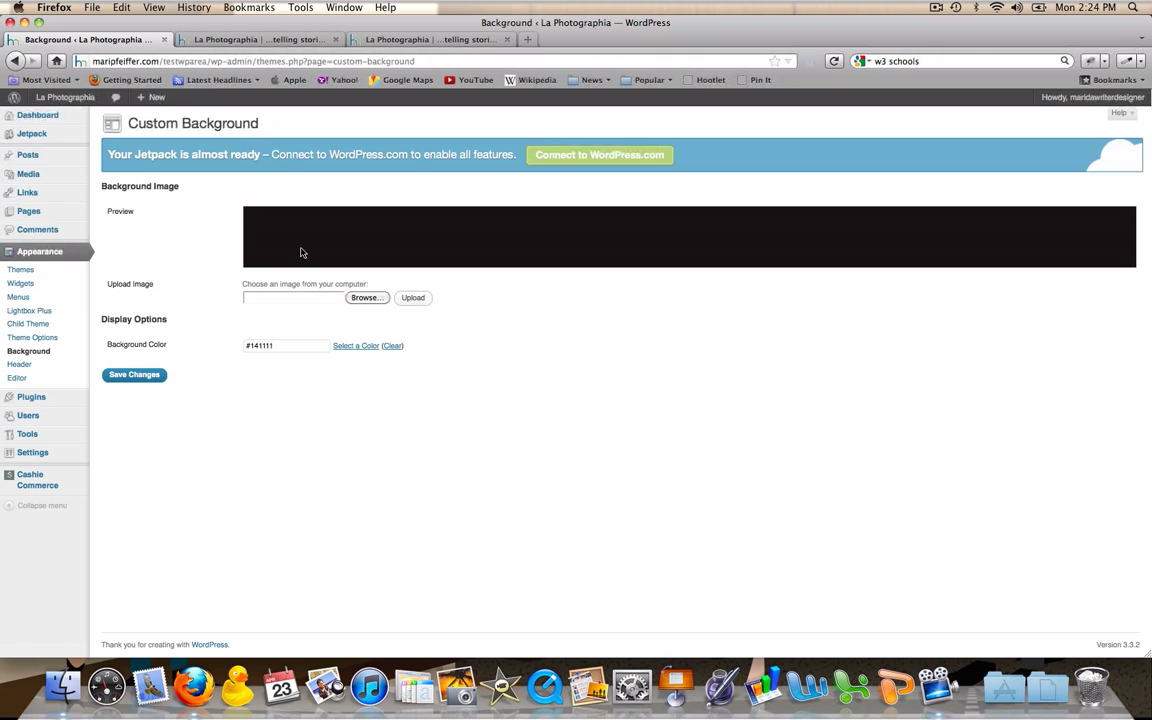 Firefox File Edit View History Bookmarks Tools Window Help Mon 2:24 PM
Background ‹ La Photographia — WordPress
Background ‹ La Photographia — ... La Photographia | ...telling stori... La Photographia | ...telling stori...
maripfeiffer.com/testwparea/wp-admin/themes.php?page=custom-background w3 schools
Most Visited Getting Started Latest Headlines Apple Yahoo! Google Maps YouTube Wikipedia News Popular Hootlet Pin It Bookmarks
La Photographia + New Howdy, maridawriterdesigner
Help
Dashboard
Jetpack
Posts
Media
Links
Pages
Comments
Appearance
Themes
Widgets
Menus
Lightbox Plus
Child Theme
Theme Options
Background
Header
Editor
Plugins
Users
Tools
Settings
Cashie
Commerce
Collapse menu
Custom Background
Your Jetpack is almost ready – Connect to WordPress.com to enable all features. Connect to WordPress.com
Background Image
Preview
Upload Image Choose an image from your computer:
Browse... Upload
Display Options
Background Color #141111 Select a Color (Clear)
Save Changes
Thank you for creating with WordPress. Version 3.3.2
APR
23